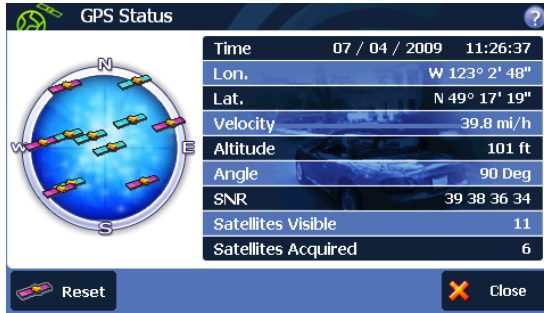 GPS Status
?
N
W
E
S
Time 07 / 04 / 2009 11:26:37
Lon. W 123° 2' 48"
Lat. N 49° 17' 19"
Velocity 39.8 mi/h
Altitude 101 ft
Angle 90 Deg
SNR 39 38 36 34
Satellites Visible 11
Satellites Acquired 6
Reset
Close